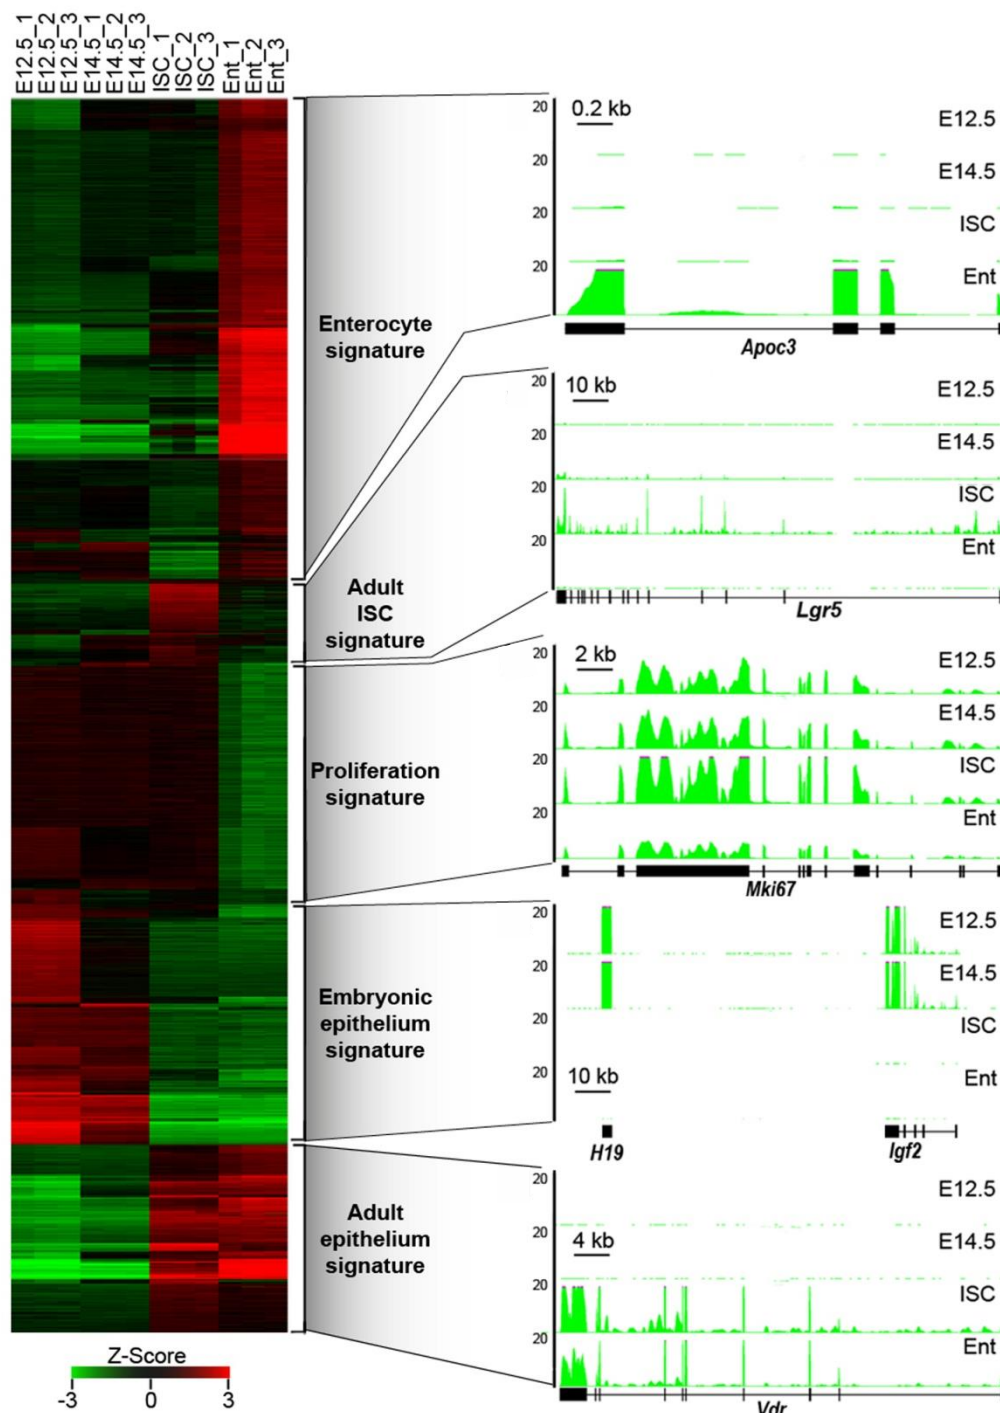 E12.5_1
E12.5_2
E12.5_3
E14.5_1
E14.5_2
E14.5_3
ISC_1
ISC_2
ISC_3
Ent_1
Ent_2
Ent_3
Enterocyte
signature
Adult
ISC
signature
Proliferation
signature
Embryonic
epithelium
signature
Adult
epithelium
signature
Z-Score
-3 0 3
20 0.2 kb E12.5
20 E14.5
20 ISC
20 Ent
Apoc3
20 10 kb E12.5
20 E14.5
20 ISC
20 Ent
Lgr5
20 2 kb E12.5
20 E14.5
20 ISC
20 Ent
Mki67
20 E12.5
20 E14.5
20 ISC
20 10 kb Ent
H19 Igf2
20 E12.5
20 4 kb E14.5
20 ISC
20 Ent
Vdr